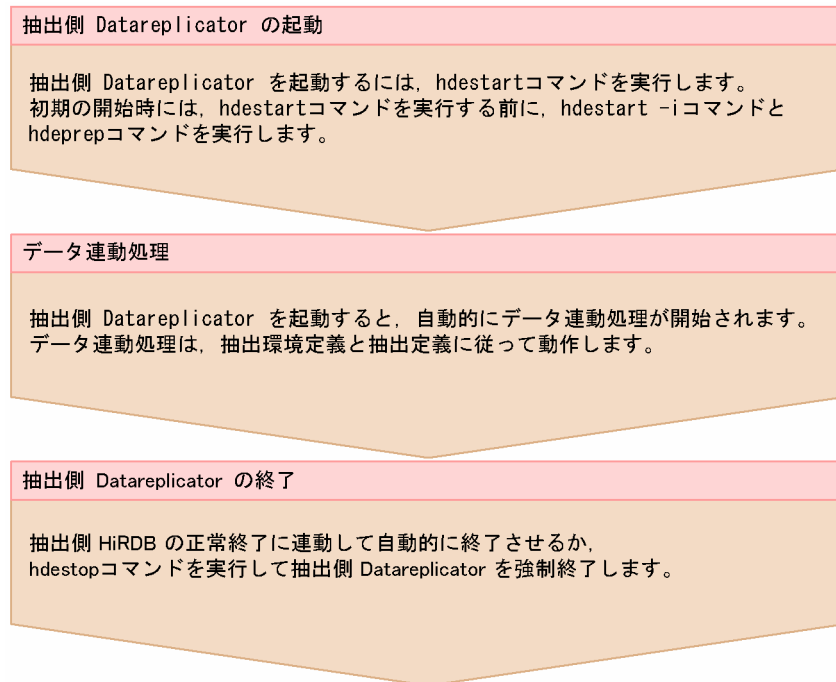 抽出側 Datareplicator の起動
抽出側 Datareplicator を起動するには，hdestartコマンドを実行します。
初期の開始時には，hdestartコマンドを実行する前に，hdestart -iコマンドと
hdeprepコマンドを実行します。
データ連動処理
抽出側 Datareplicator を起動すると，自動的にデータ連動処理が開始されます。
データ連動処理は，抽出環境定義と抽出定義に従って動作します。
抽出側 Datareplicator の終了
抽出側 HiRDB の正常終了に連動して自動的に終了させるか，
hdestopコマンドを実行して抽出側 Datareplicator を強制終了します。